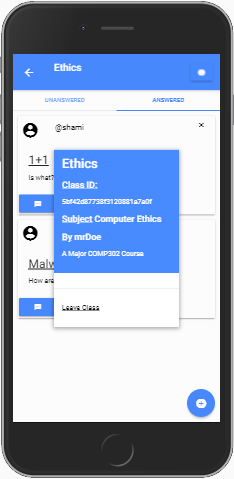 Ethics
UNANSWERED
ANSWERED
@shami
×
1+1
Is what?
Ethics
Class ID:
5bf42d87738f3120881a7a0f
Subject Computer Ethics
By mrDoe
A Major COMP302 Course
Malw
How are
Leave Class